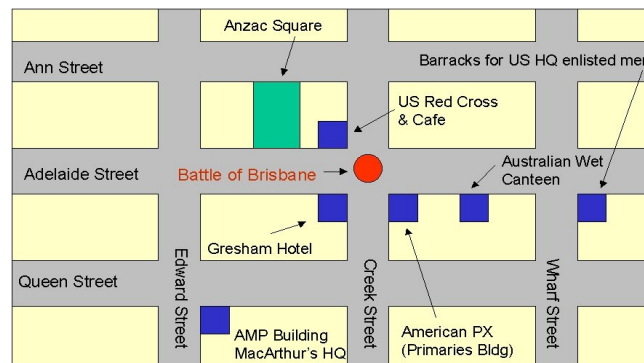 Anzac Square
Ann Street
Barracks for US HQ enlisted mer
US Red Cross
& Cafe
Adelaide Street
Battle of Brisbane
Australian Wet
Canteen
Gresham Hotel
Queen Street
Edward Street
Creek Street
Wharf Street
AMP Building
MacArthur's HQ
American PX
(Primaries Bldg)